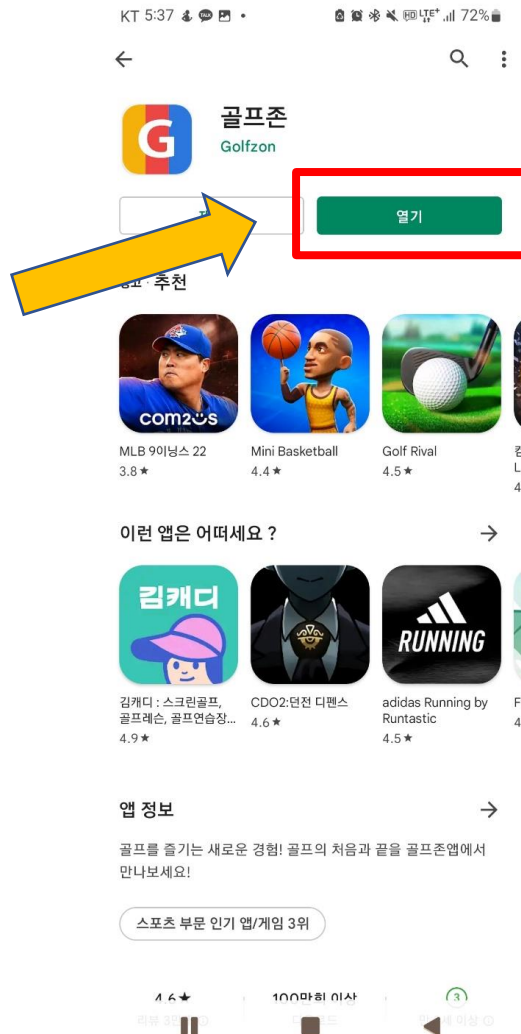 KT 5:37
HD LTE+ 72%
골프존
Golfzon
열기
추천
com2us
MLB 9이닝스 22
Mini Basketball
Golf Rival
3.8★
4.4★
4.5★
이런 앱은 어떠세요 ?
김캐디
RUNNING
김캐디 : 스크린골프,
골프레슨, 골프연습장...
CDO2:던전 디펜스
adidas Running by
Runtastic
4.9★
4.6★
4.5★
앱 정보
골프를 즐기는 새로운 경험! 골프의 처음과 끝을 골프존앱에서
만나보세요!
스포츠 부문 인기 앱/게임 3위
4.6★
100만회 이상
3